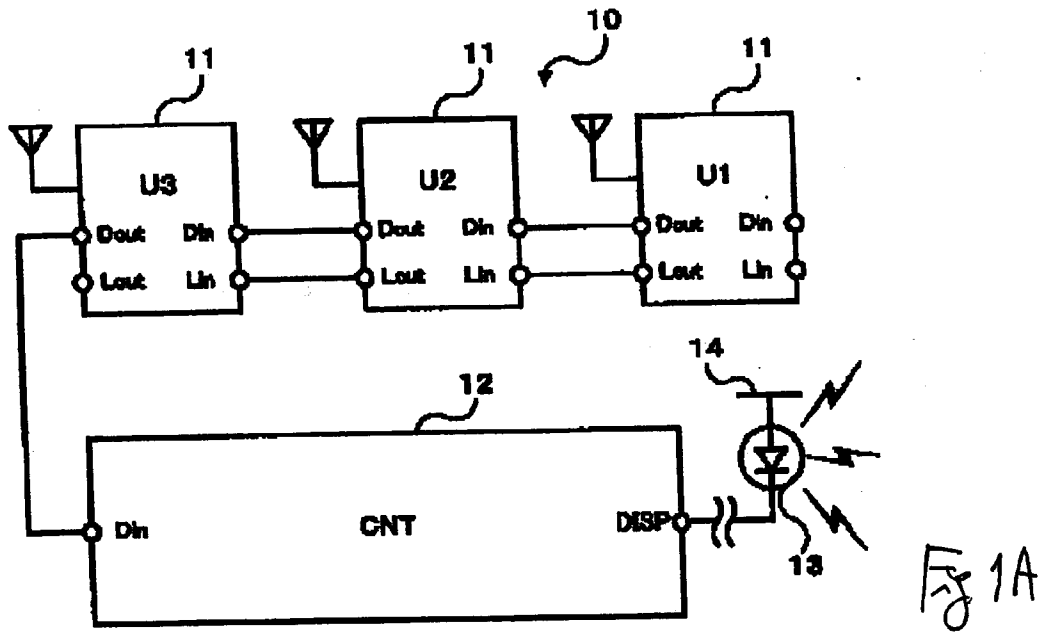 10
11 11 11
U3 U2 U1
Dout Din Dout Din Dout Din
Lout Lin Lout Lin Lout Lin
14
12
Din CNT DISP
13
Fig 1A